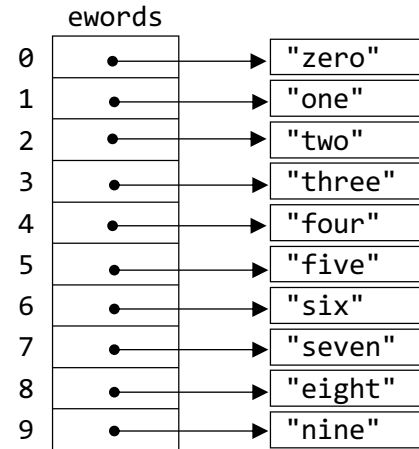 ewords
0 "zero"
1 "one"
2 "two"
3 "three"
4 "four"
5 "five"
6 "six"
7 "seven"
8 "eight"
9 "nine"